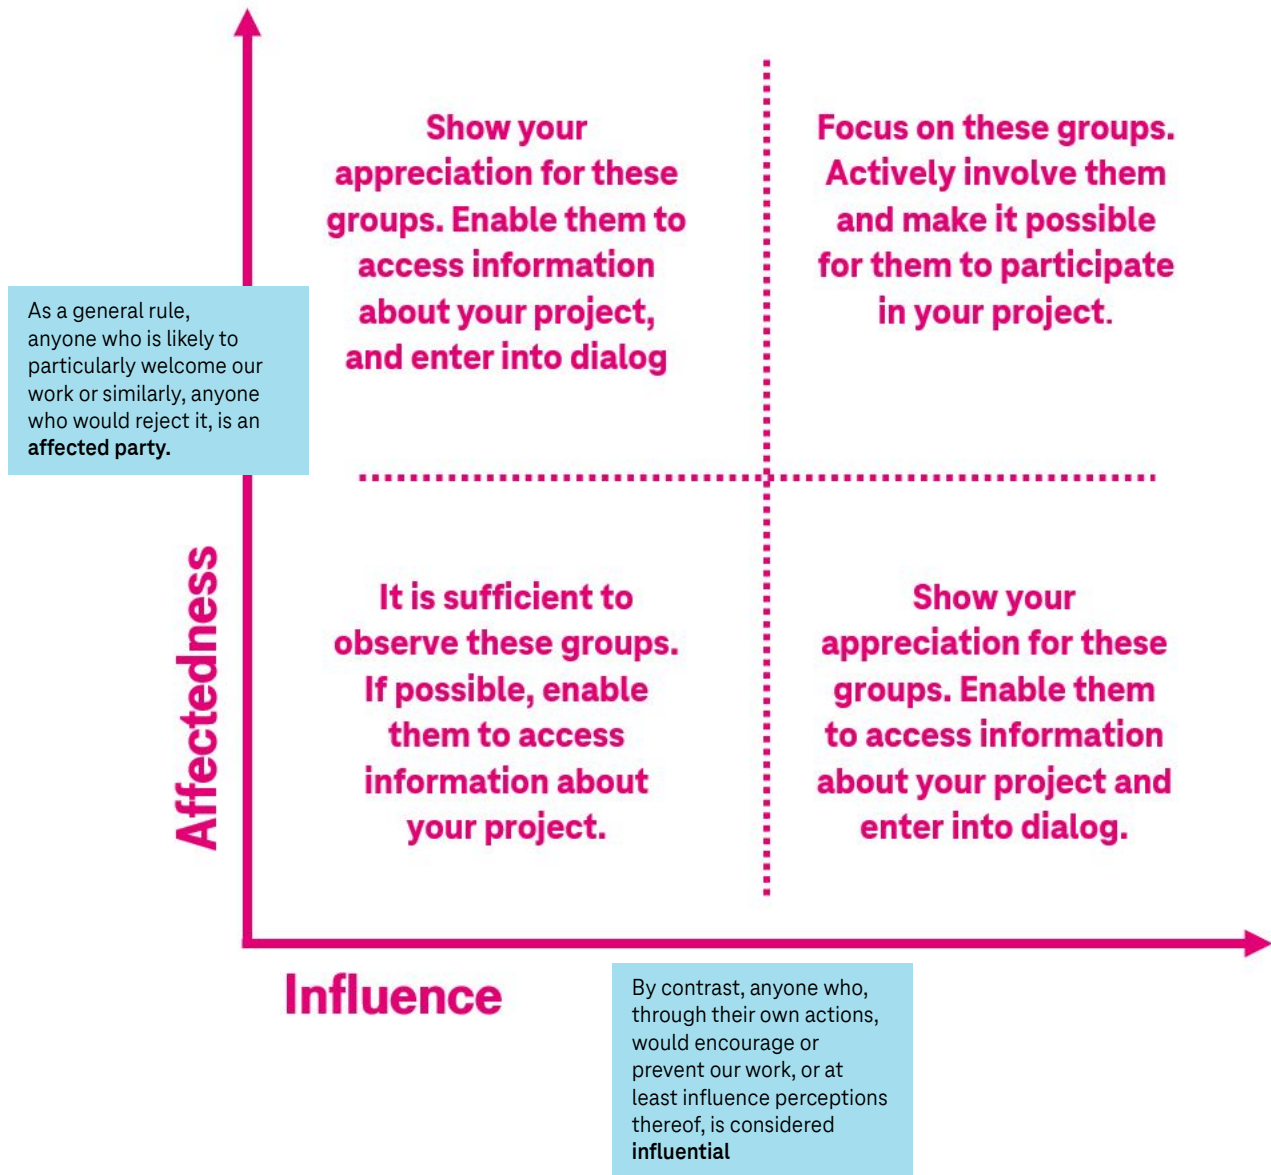 Show your
appreciation for these
groups. Enable them to
access information
about your project,
and enter into dialog
Focus on these groups.
Actively involve them
and make it possible
for them to participate
in your project.
As a general rule,
anyone who is likely to
particularly welcome our
work or similarly, anyone
who would reject it, is an
affected party.
Affectedness
It is sufficient to
observe these groups.
If possible, enable
them to access
information about
your project.
Show your
appreciation for these
groups. Enable them
to access information
about your project and
enter into dialog.
Influence
By contrast, anyone who,
through their own actions,
would encourage or
prevent our work, or at
least influence perceptions
thereof, is considered
influential